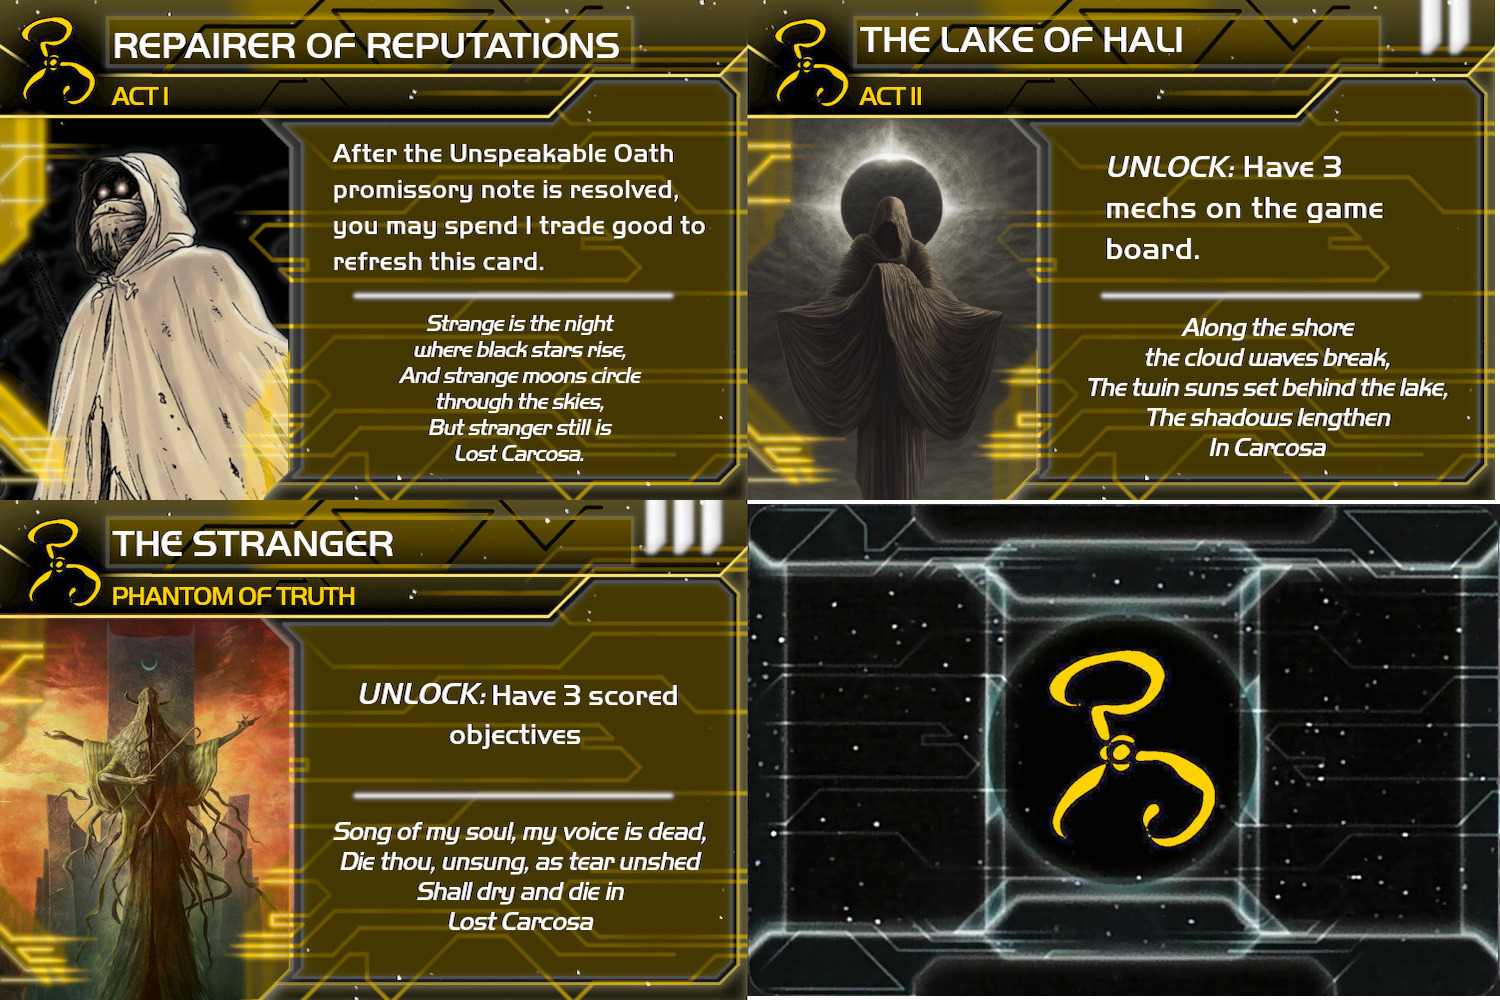 REPAIRER OF REPUTATIONS
ACT I
After the Unspeakable Oath
promissory note is resolved,
you may spend 1 trade good to
refresh this card.
Strange is the night
where black stars rise,
And strange moons circle
through the skies,
But stranger still is
Lost Carcosa.
THE LAKE OF HALI
ACT II
UNLOCK: Have 3
mechs on the game
board.
Along the shore
the cloud waves break,
The twin suns set behind the lake,
The shadows lengthen
In Carcosa
THE STRANGER
PHANTOM OF TRUTH
UNLOCK: Have 3 scored
objectives
Song of my soul, my voice is dead,
Die thou, unsung, as tear unshed
Shall dry and die in
Lost Carcosa